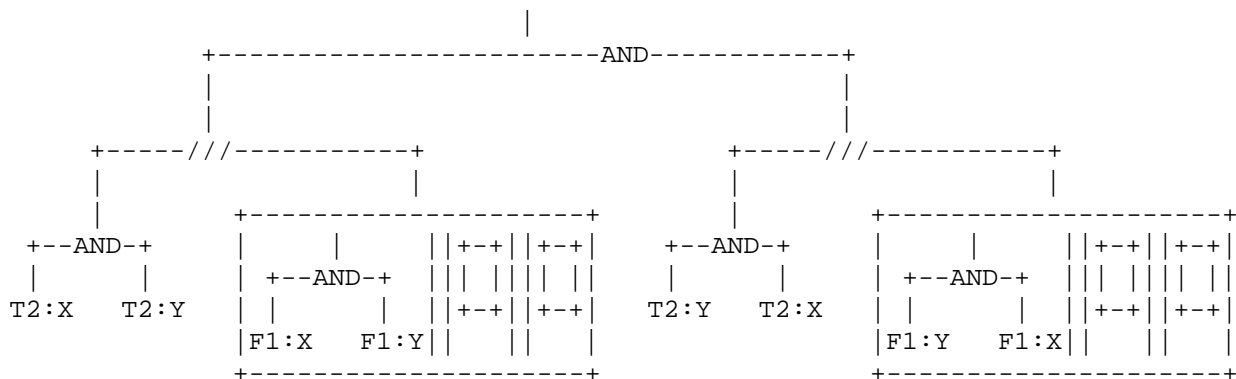 AND
/// ///
AND AND AND AND
T2:X T2:Y F1:X F1:Y T2:Y T2:X F1:Y F1:X